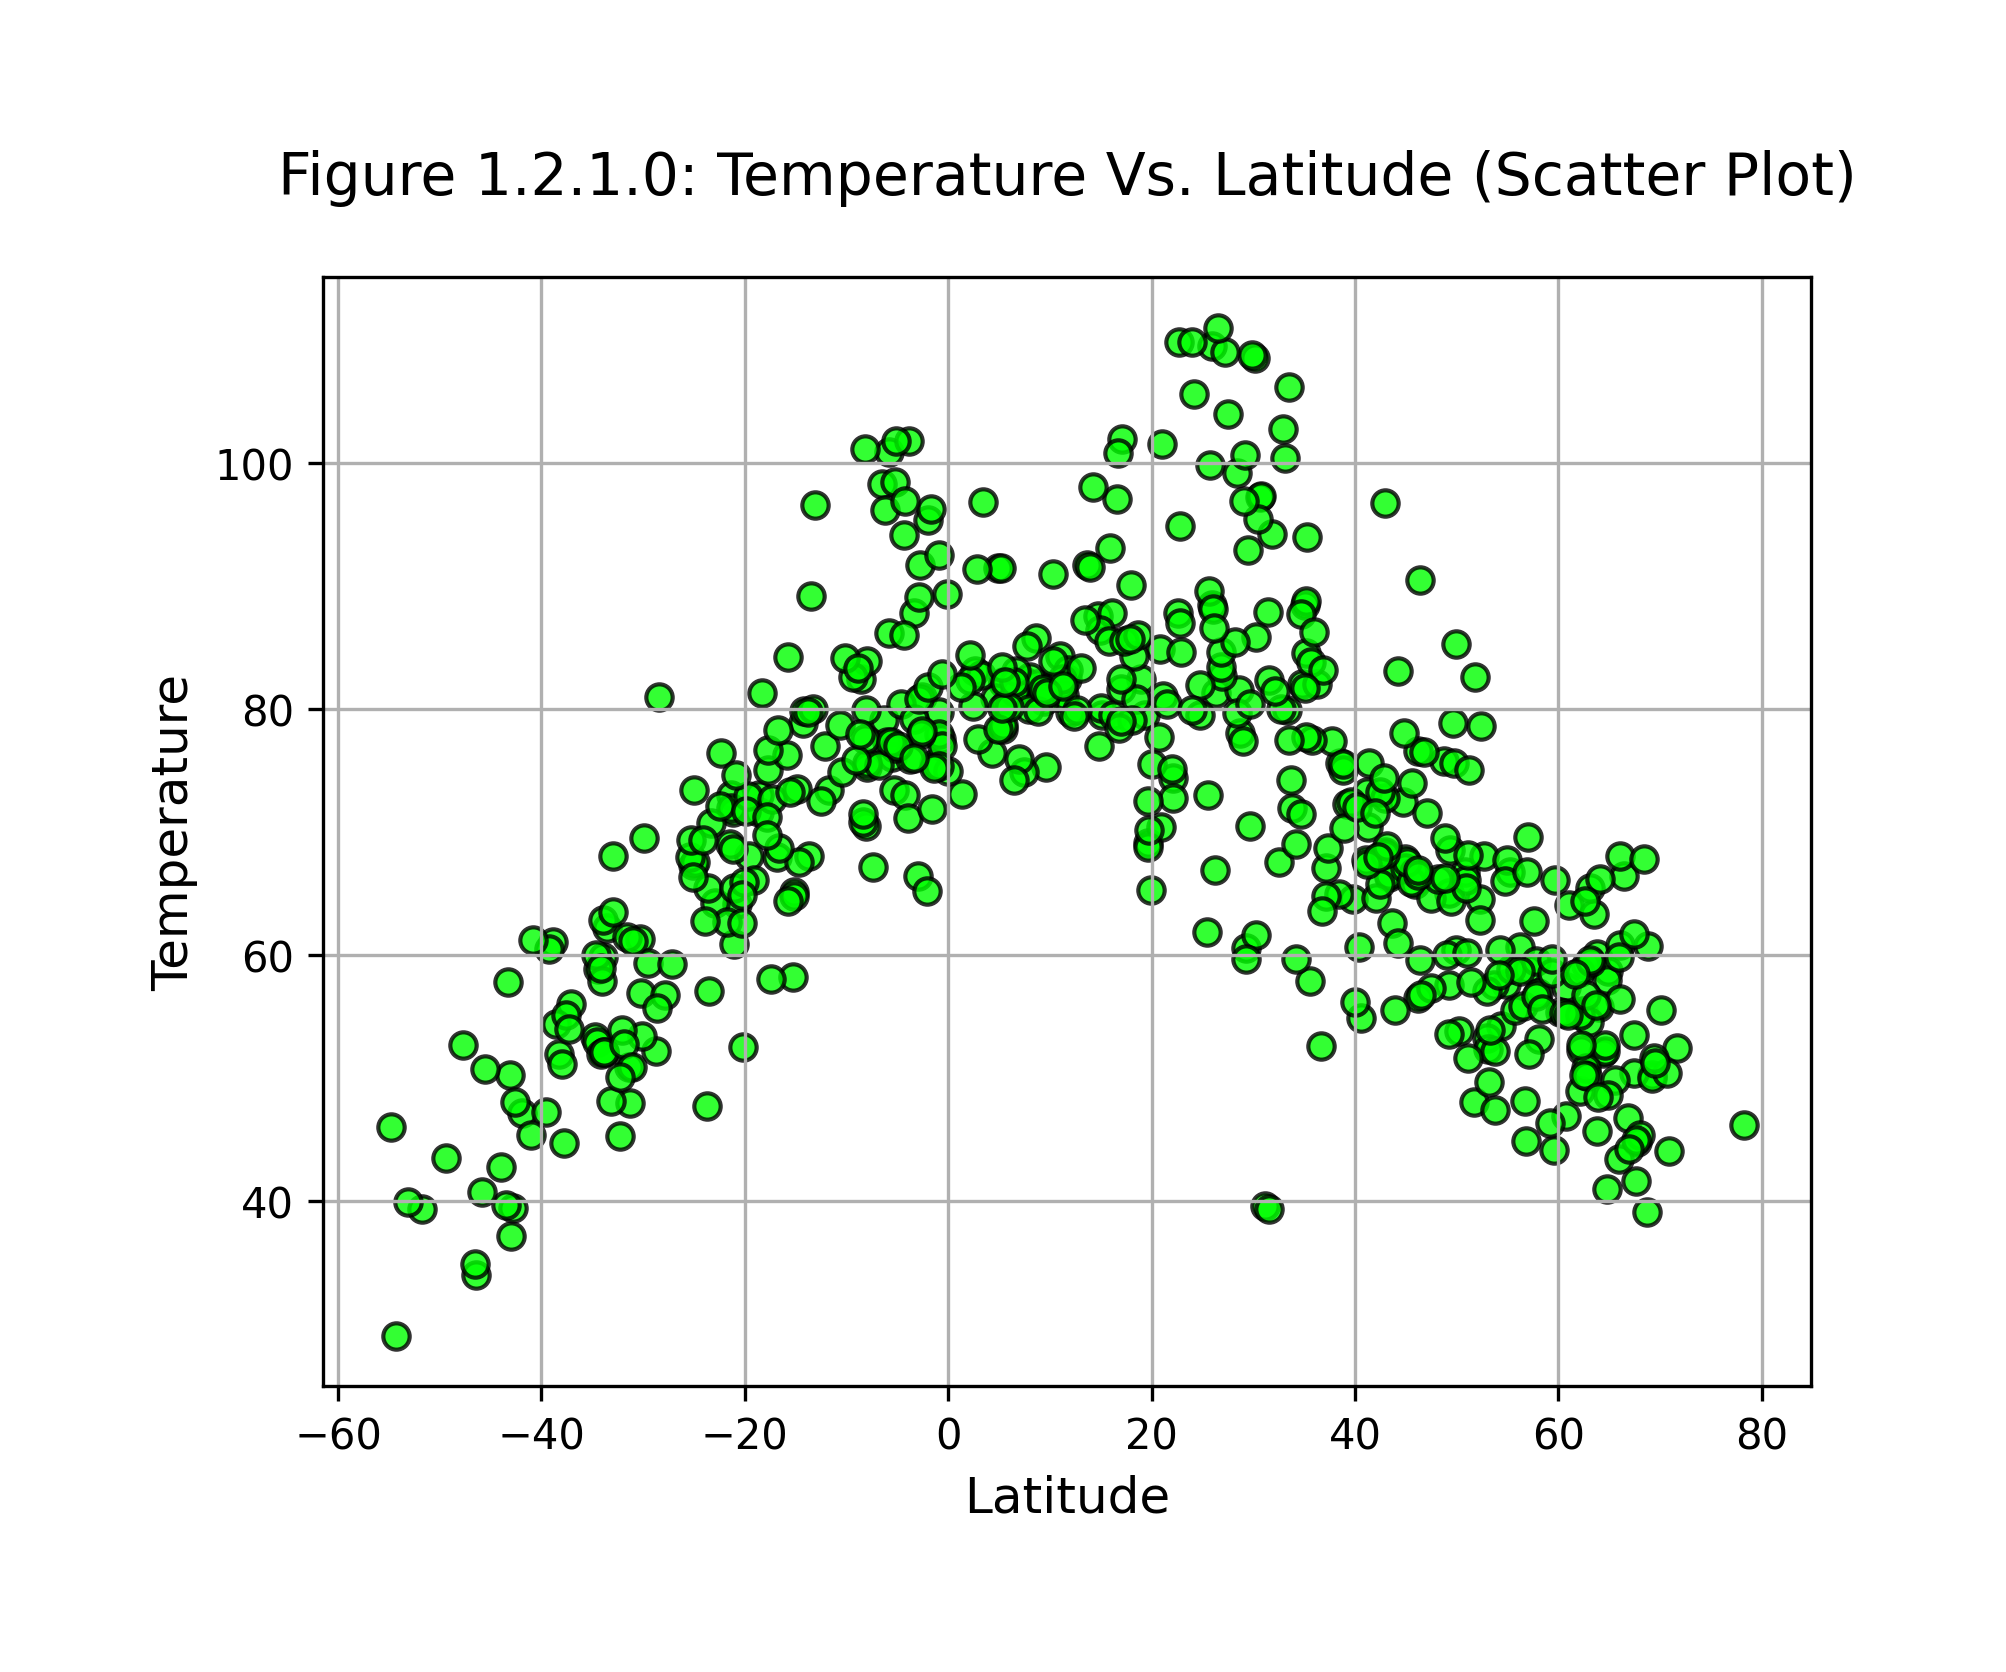 Figure 1.2.1.0: Temperature Vs. Latitude (Scatter Plot)
Temperature
100
80
60
40
−60 −40 −20 0 20 40 60 80
Latitude